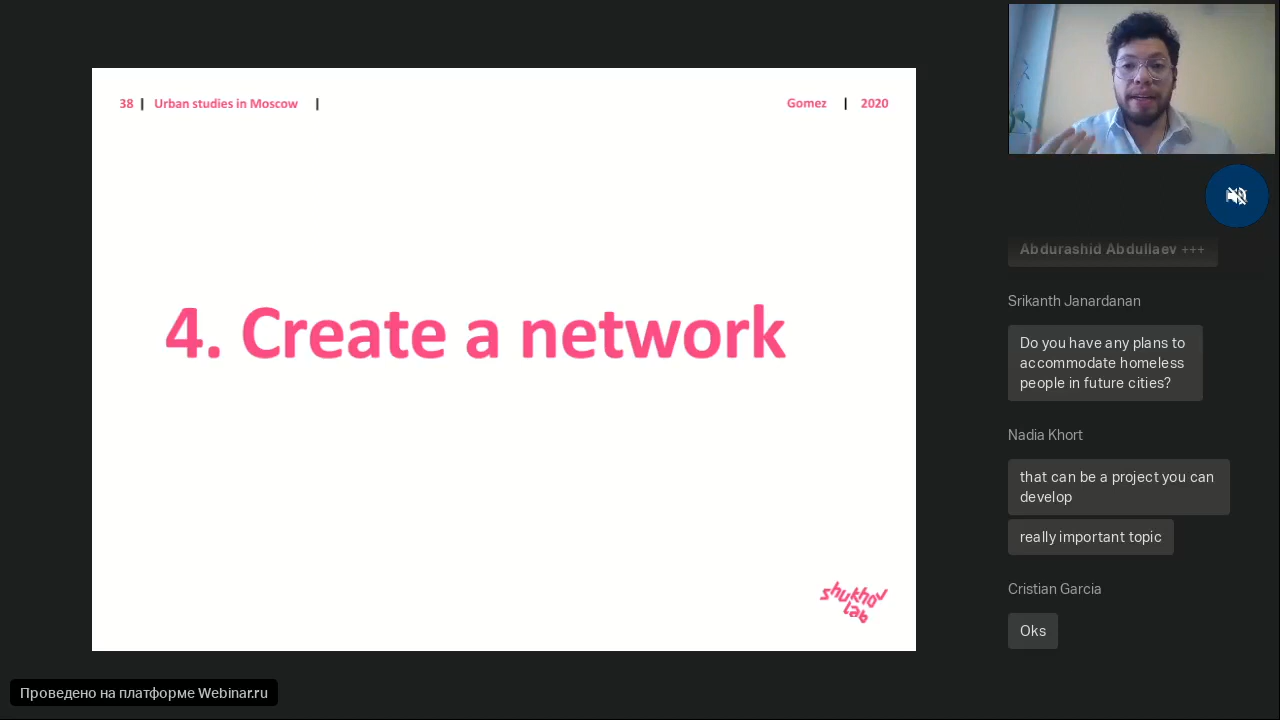 38 | Urban studies in Moscow |
Gomez | 2020
4. Create a network
shukhov
lab
Abdurashid Abdullaev +++
Srikanth Janardanan
Do you have any plans to
accommodate homeless
people in future cities?
Nadia Khort
that can be a project you can
develop
really important topic
Cristian Garcia
Oks
Проведено на платформе Webinar.ru